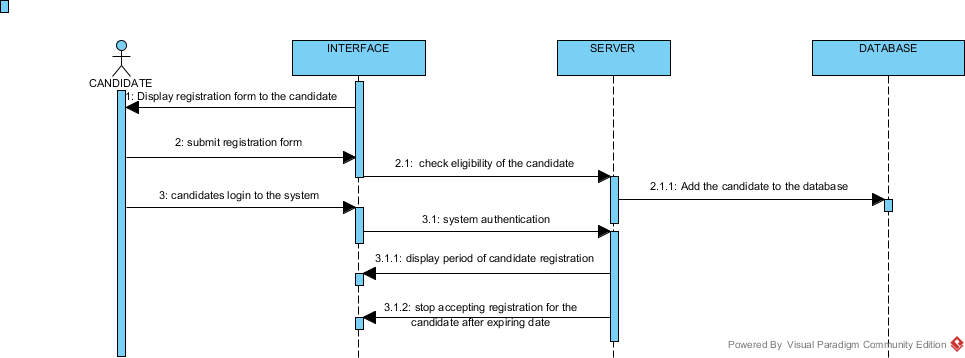 INTERFACE
SERVER
DATABASE
CANDIDATE
1: Display registration form to the candidate
2: submit registration form
2.1: check eligibility of the candidate
2.1.1: Add the candidate to the database
3: candidates login to the system
3.1: system authentication
3.1.1: display period of candidate registration
3.1.2: stop accepting registration for the
candidate after expiring date
Powered By Visual Paradigm Community Edition